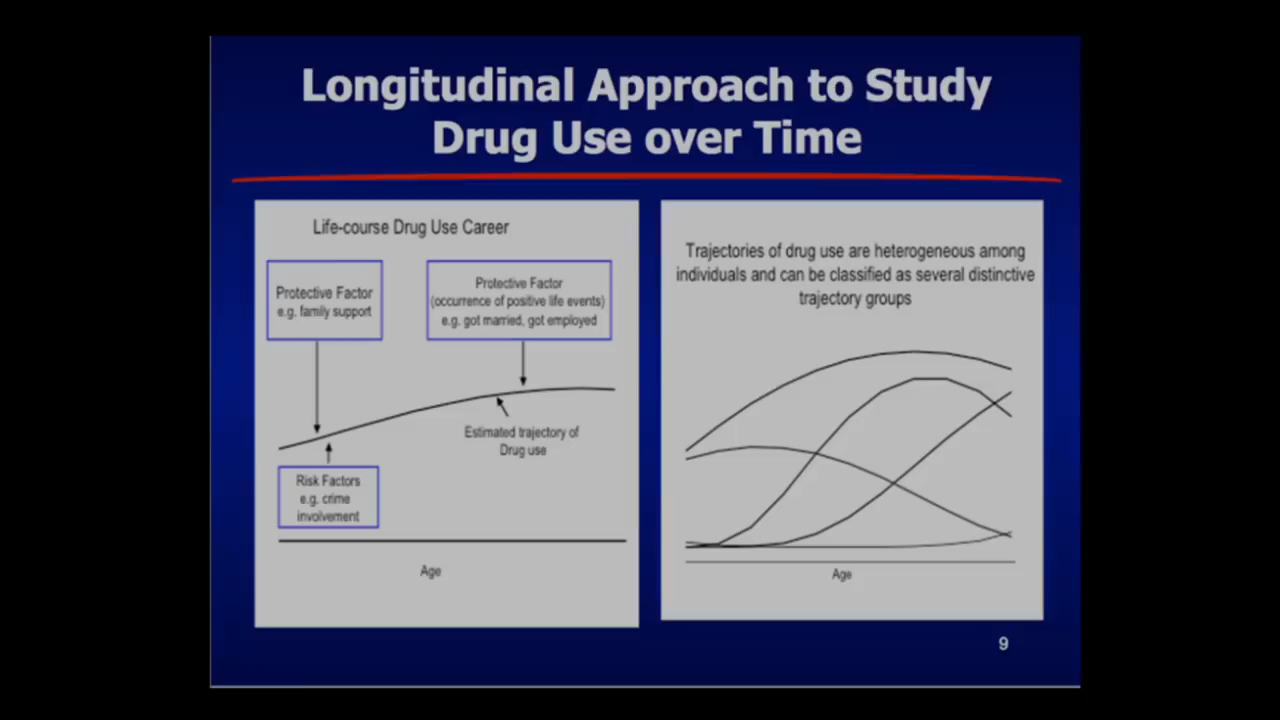 Longitudinal Approach to Study
Drug Use over Time
Life-course Drug Use Career
Protective Factor
e.g. family support
Protective Factor
(occurrence of positive life events)
e.g. got married, got employed
Estimated trajectory of
Drug use
Risk Factors
e.g. crime
involvement
Age
Trajectories of drug use are heterogeneous among
individuals and can be classified as several distinctive
trajectory groups
Age
9